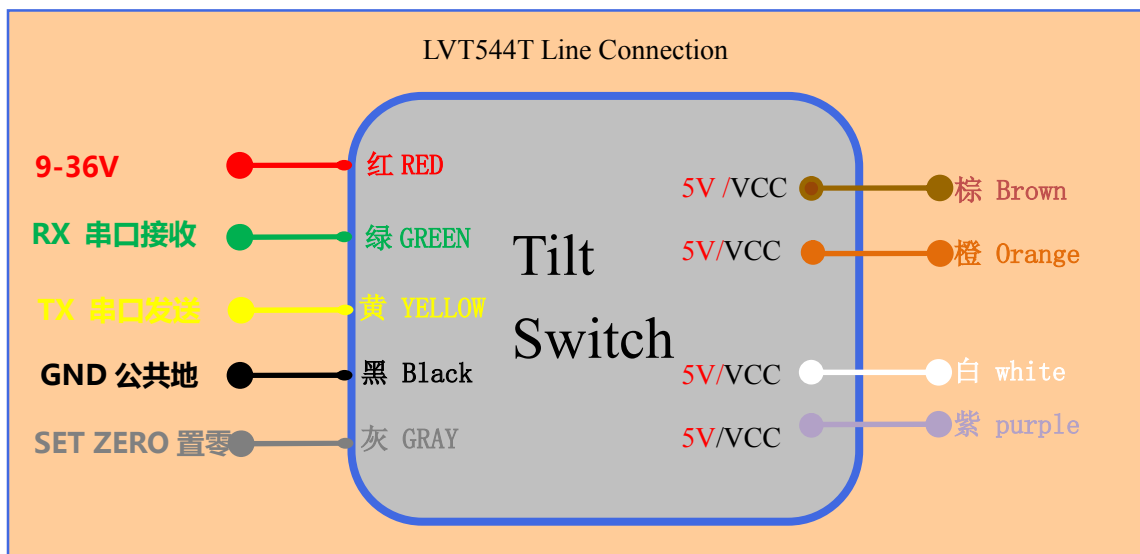 LVT544T Line Connection
9-36V
红 RED
5V /VCC
棕 Brown
RX 串口接收
绿 GREEN
5V/VCC
橙 Orange
Tilt
Switch
TX 串口发送
黄 YELLOW
GND 公共地
黑 Black
5V/VCC
白 white
SET ZERO 置零
灰 GRAY
5V/VCC
紫 purple